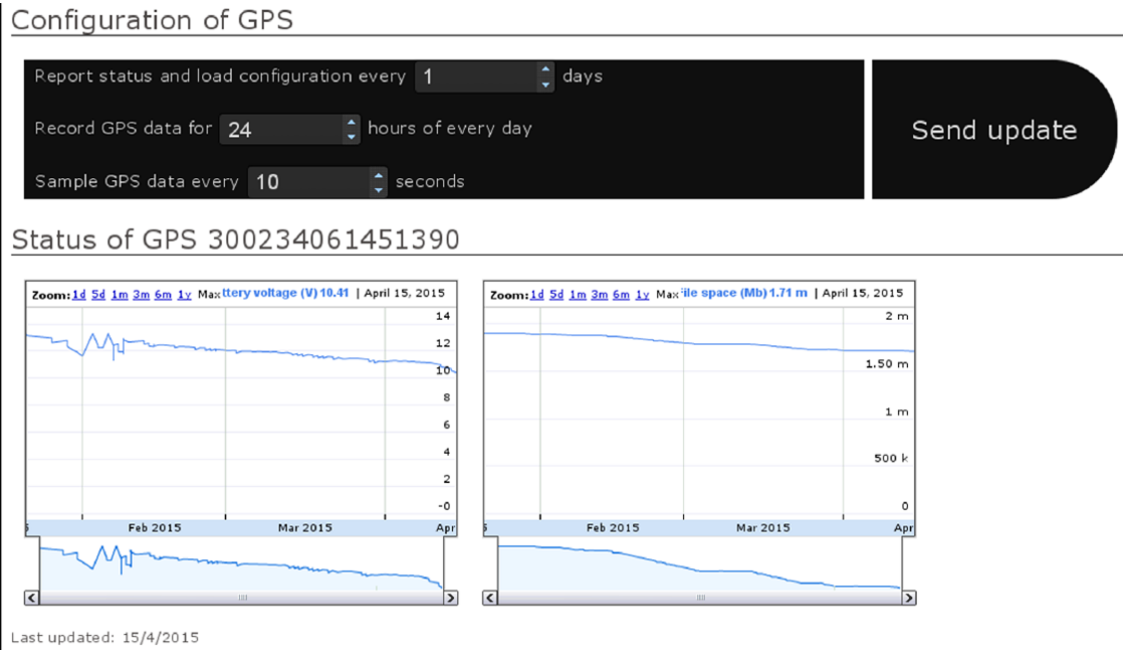 Configuration of GPS
Report status and load configuration every 1 days
Record GPS data for 24 hours of every day
Sample GPS data every 10 seconds
Send update
Status of GPS 300234061451390
Zoom: 1d 5d 1m 3m 6m 1y Max ttery voltage (V) 10.41 | April 15, 2015
14
12
10
8
6
4
2
-0
5 Feb 2015 Mar 2015 Apr
Zoom: 1d 5d 1m 3m 6m 1y Max ile space (Mb) 1.71 m | April 15, 2015
2 m
1.50 m
1 m
500 k
0
5 Feb 2015 Mar 2015 Apr
Last updated: 15/4/2015